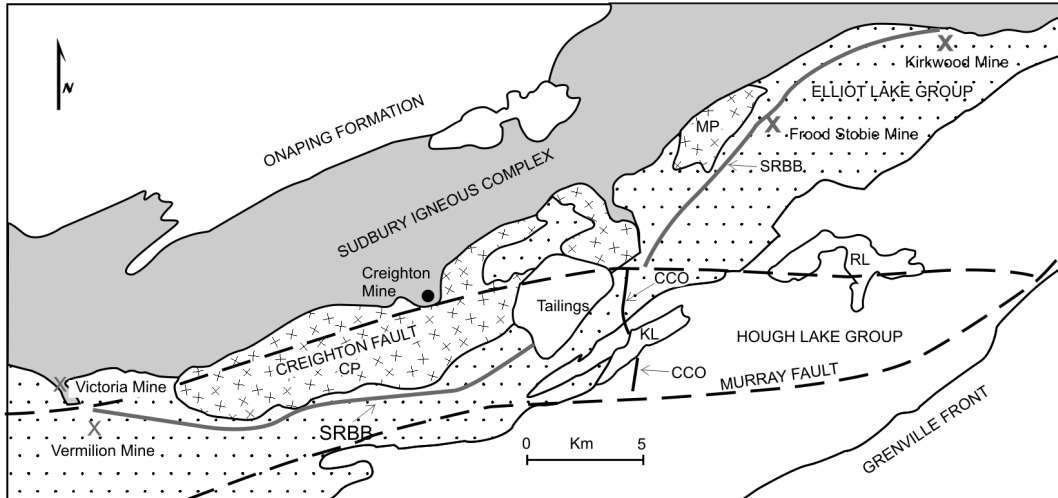 N
ONAPING FORMATION
SUDBURY IGNEOUS COMPLEX
X
Kirkwood Mine
ELLIOT LAKE GROUP
MP
X
Frood Stobie Mine
SRBB
Creighton
Mine
CCO
RL
Tailings
KL
HOUGH LAKE GROUP
CREIGHTON FAULT
CP
CCO
MURRAY FAULT
X
Victoria Mine
SRBB
X
Vermilion Mine
GRENVILLE FRONT
0 Km 5